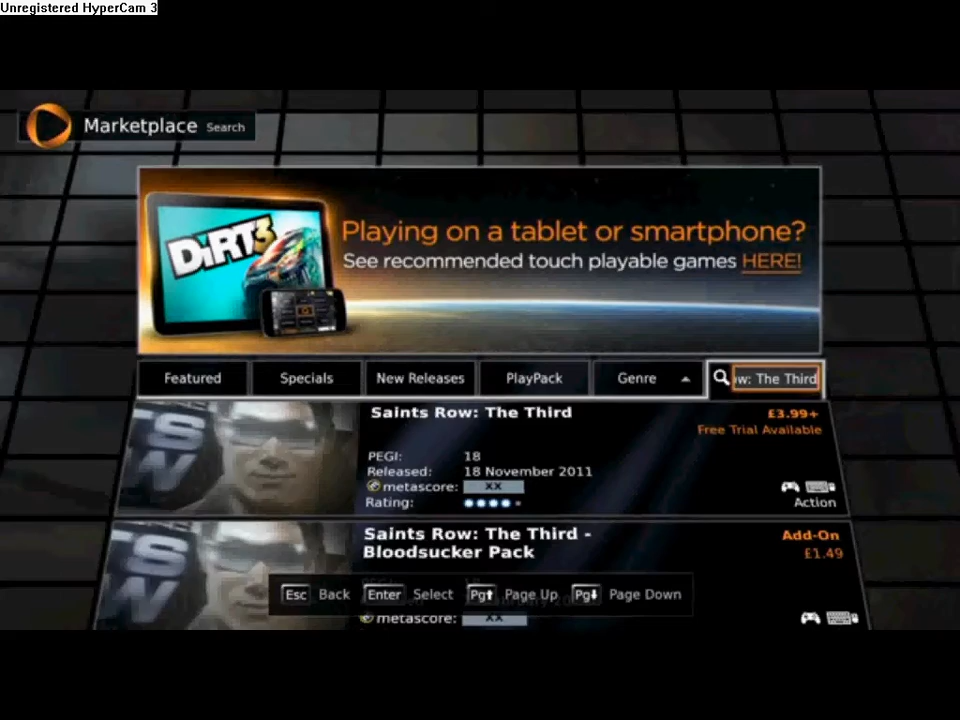 Unregistered HyperCam 3
Marketplace Search
DiRT3
Playing on a tablet or smartphone?
See recommended touch playable games HERE!
Featured
Specials
New Releases
PlayPack
Genre
ow: The Third
Saints Row: The Third
£3.99+
Free Trial Available
PEGI: 18
Released: 18 November 2011
metascore: XX
Rating:
Action
Saints Row: The Third -
Bloodsucker Pack
Add-On
£1.49
Esc Back Enter Select Pg⬆ Page Up Pg⬇ Page Down
metascore: XX